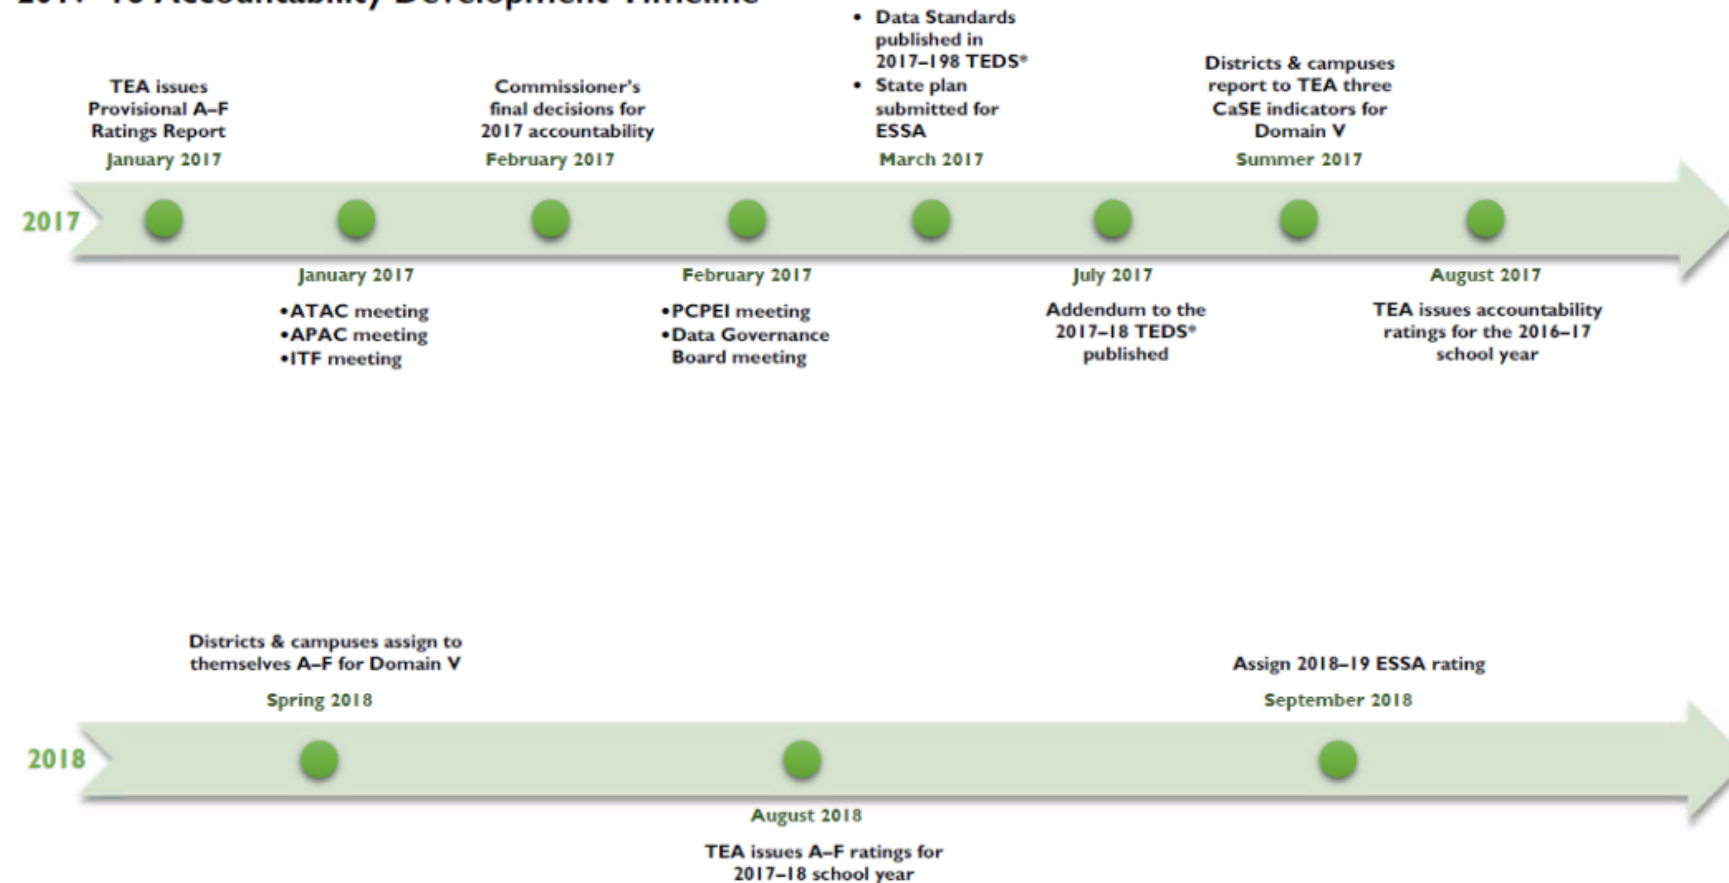 2017–18 Accountability Development Timeline
• Data Standards
published in
2017–198 TEDS*
• State plan
submitted for
ESSA
March 2017
TEA issues
Provisional A–F
Ratings Report
January 2017
Commissioner's
final decisions for
2017 accountability
February 2017
Districts & campuses
report to TEA three
CaSE indicators for
Domain V
Summer 2017
2017
January 2017
•ATAC meeting
•APAC meeting
•ITF meeting
February 2017
•PCPEI meeting
•Data Governance
Board meeting
July 2017
Addendum to the
2017–18 TEDS*
published
August 2017
TEA issues accountability
ratings for the 2016–17
school year
Districts & campuses assign to
themselves A–F for Domain V
Spring 2018
Assign 2018–19 ESSA rating
September 2018
2018
August 2018
TEA issues A–F ratings for
2017–18 school year